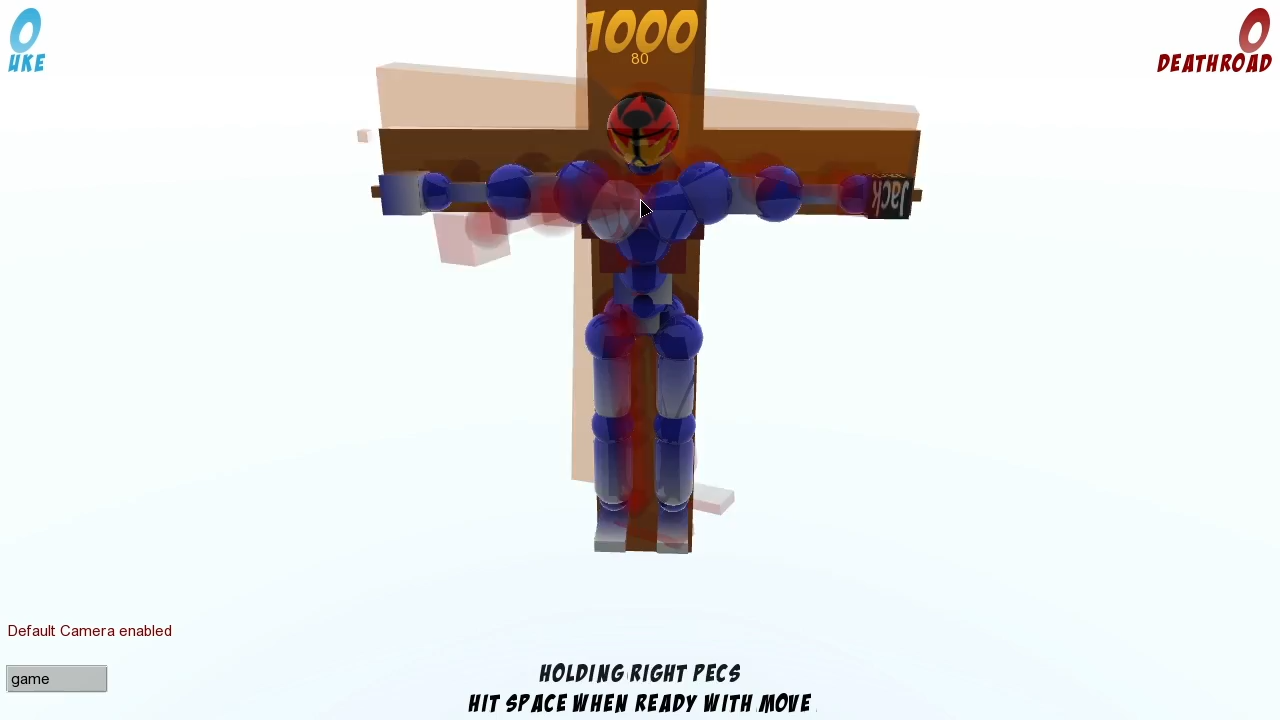 0
UKE
1000
80
0
DEATHROAD
Jack
Default Camera enabled
game
HOLDING RIGHT PECS
HIT SPACE WHEN READY WITH MOVE